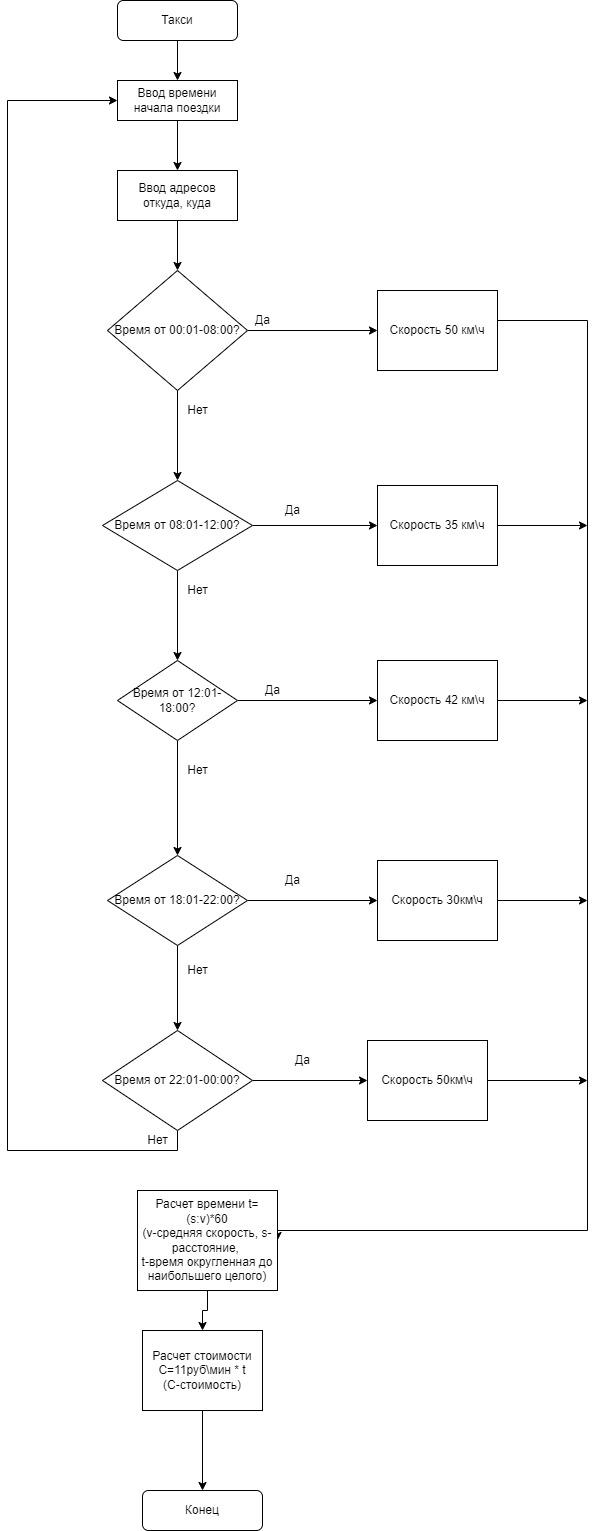 Такси
Ввод времени
начала поездки
Ввод адресов
откуда, куда
Время от 00:01-08:00?
Да
Скорость 50 км\ч
Нет
Время от 08:01-12:00?
Да
Скорость 35 км\ч
Нет
Время от 12:01-
18:00?
Да
Скорость 42 км\ч
Нет
Время от 18:01-22:00?
Да
Скорость 30км\ч
Нет
Время от 22:01-00:00?
Да
Скорость 50км\ч
Нет
Расчет времени t=
(s:v)*60
(v-средняя скорость, s-
расстояние,
t-время округленная до
наибольшего целого)
Расчет стоимости
C=11руб\мин * t
(С-стоимость)
Конец